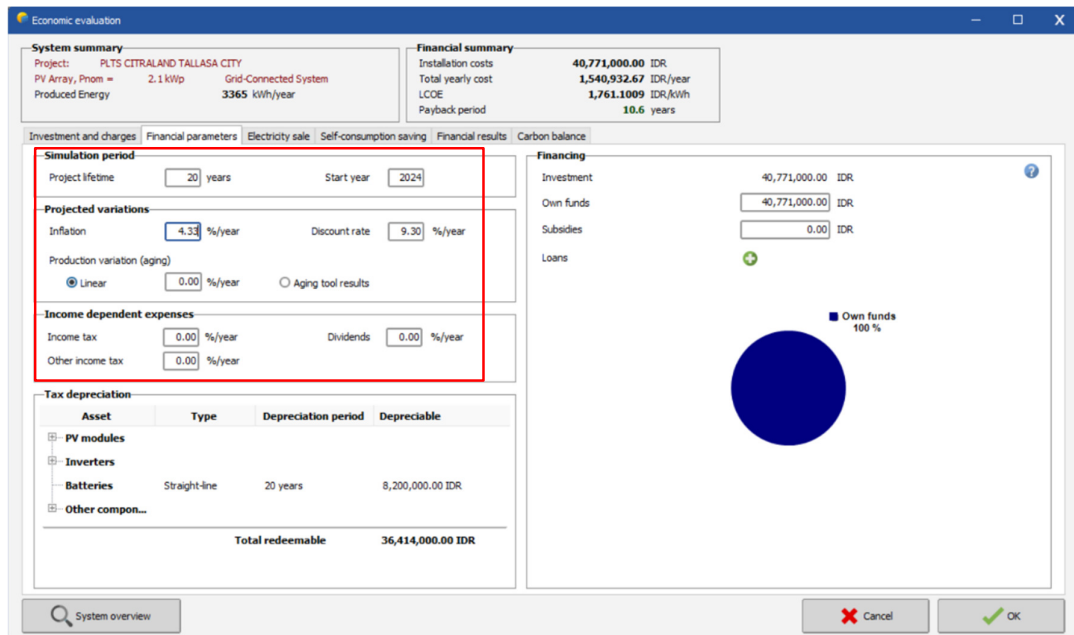 Economic evaluation
System summary
Project: PLTS CITRALAND TALLASA CITY
PV Array, Pnom = 2.1 kWp Grid-Connected System
Produced Energy 3365 kWh/year
Financial summary
Installation costs 40,771,000.00 IDR
Total yearly cost 1,540,932.67 IDR/year
LCOE 1,761.1009 IDR/kWh
Payback period 10.6 years
Investment and charges Financial parameters Electricity sale Self-consumption saving Financial results Carbon balance
Simulation period
Project lifetime 20 years Start year 2024
Projected variations
Inflation 4.33 %/year Discount rate 9.30 %/year
Production variation (aging)
Linear 0.00 %/year Aging tool results
Income dependent expenses
Income tax 0.00 %/year Dividends 0.00 %/year
Other income tax 0.00 %/year
Tax depreciation
Asset Type Depreciation period Depreciable
PV modules
Inverters
Batteries Straight-line 20 years 8,200,000.00 IDR
Other compon...
Total redeemable 36,414,000.00 IDR
Financing
Investment 40,771,000.00 IDR
Own funds 40,771,000.00 IDR
Subsidies 0.00 IDR
Loans
Own funds
100 %
System overview Cancel OK